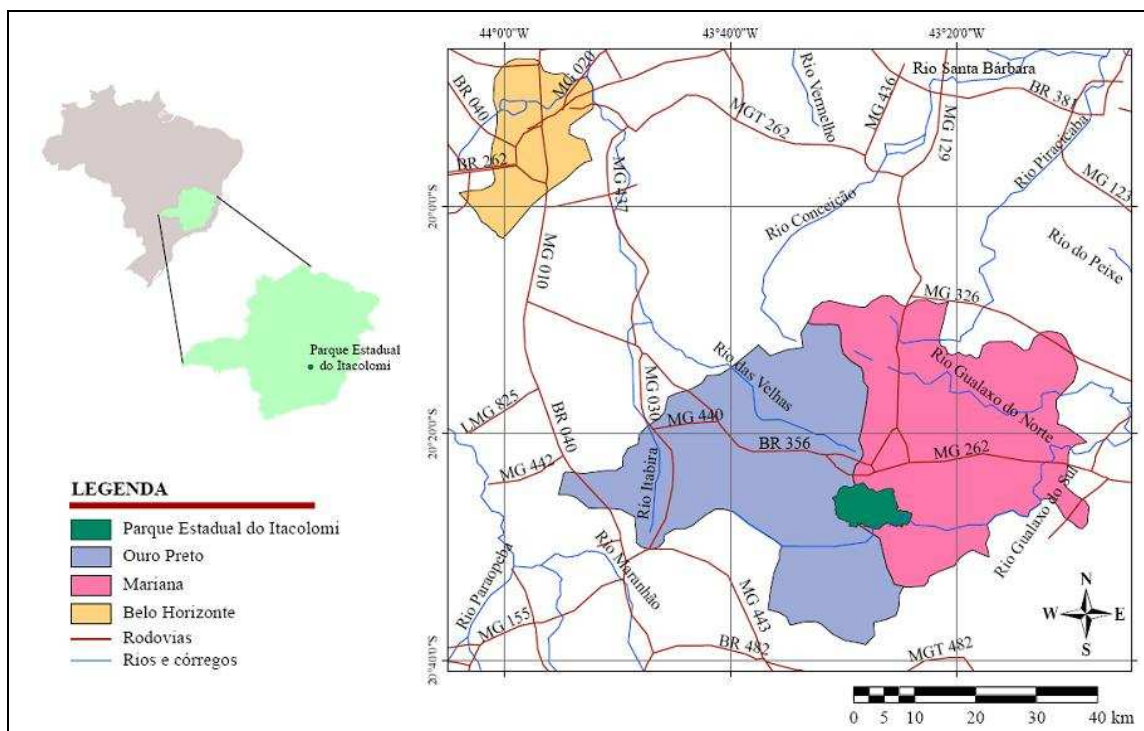 44°0'0"W
43°40'0"W
43°20'0"W
20°0'0"S
20°20'0"S
20°40'0"S
Parque Estadual
do Itacolomi
LEGENDA
Parque Estadual do Itacolomi
Ouro Preto
Mariana
Belo Horizonte
Rodovias
Rios e córregos
BR 040
MG 020
BR 262
MG 437
MGT 262
Rio Vermelho
MG 436
Rio Santa Bárbara
BR 381
MG 129
Rio Piracicaba
MG 123
Rio Conceição
Rio do Peixe
MG 010
MG 326
Rio das Velhas
Rio Gualaxo do Norte
MG 030
LMG 825
BR 040
MG 440
BR 356
MG 262
MG 442
Rio Itabira
Rio Gualaxo do Sul
Rio Paraopeba
Rio Maranhão
MG 443
MG 155
BR 482
MGT 482
N
W
E
S
0 5 10 20 30 40 km